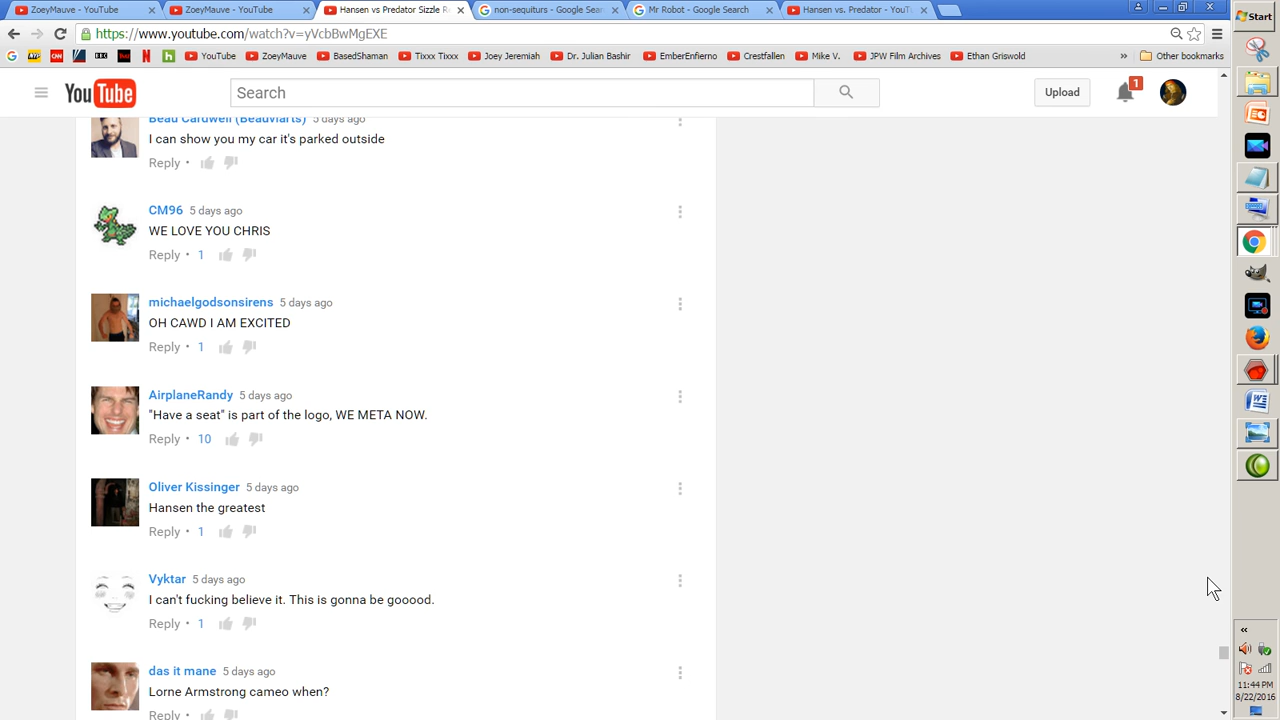 ZoeyMauve - YouTube
ZoeyMauve - YouTube
Hansen vs Predator Sizzle R
non-sequiturs - Google Sea
Mr Robot - Google Search
Hansen vs. Predator - YouT
Start
https://www.youtube.com/watch?v=yVcbBwMgEXE
YouTube
ZoeyMauve
BasedShaman
Tixxx Tixxx
Joey Jeremiah
Dr. Julian Bashir
EmberEnfierno
Crestfallen
Mike V.
JPW Film Archives
Ethan Griswold
»
Other bookmarks
YouTube
Search
Upload
1
Beau Cardwell (Beauviarts) 5 days ago
I can show you my car it's parked outside
Reply •
CM96 5 days ago
WE LOVE YOU CHRIS
Reply • 1
michaelgodsonsirens 5 days ago
OH CAWD I AM EXCITED
Reply • 1
AirplaneRandy 5 days ago
"Have a seat" is part of the logo, WE META NOW.
Reply • 10
Oliver Kissinger 5 days ago
Hansen the greatest
Reply • 1
Vyktar 5 days ago
I can't fucking believe it. This is gonna be gooood.
Reply • 1
das it mane 5 days ago
Lorne Armstrong cameo when?
Reply •
«
11:44 PM
8/22/2016